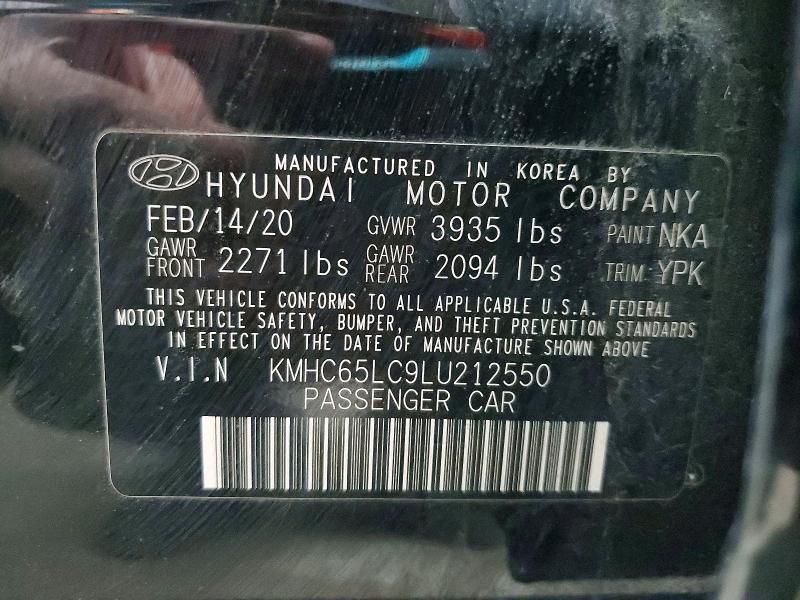 MANUFACTURED IN KOREA BY
HYUNDAI MOTOR COMPANY
FEB/14/20 GVWR 3935 lbs PAINT NKA
GAWR FRONT 2271 lbs GAWR REAR 2094 lbs TRIM YPK
THIS VEHICLE CONFORMS TO ALL APPLICABLE U.S.A. FEDERAL
MOTOR VEHICLE SAFETY, BUMPER, AND THEFT PREVENTION STANDARDS
IN EFFECT ON THE DATE OF MANUFACTURE SHOWN ABOVE
V.I.N KMHC65LC9LU212550
PASSENGER CAR